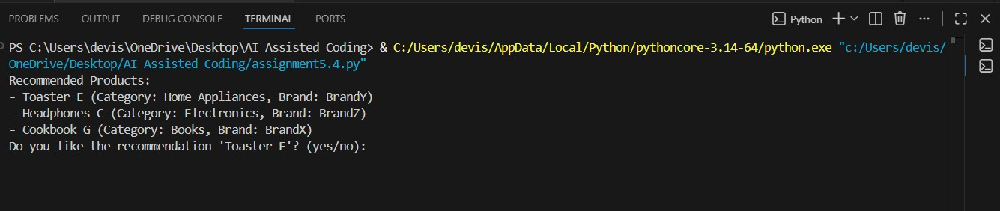 PROBLEMS OUTPUT DEBUG CONSOLE TERMINAL PORTS Python
PS C:\Users\devis\OneDrive\Desktop\AI Assisted Coding> & C:/Users/devis/AppData/Local/Python/pythoncore-3.14-64/python.exe "c:/Users/devis/
OneDrive/Desktop/AI Assisted Coding/assignment5.4.py"
Recommended Products:
- Toaster E (Category: Home Appliances, Brand: BrandY)
- Headphones C (Category: Electronics, Brand: BrandZ)
- Cookbook G (Category: Books, Brand: BrandX)
Do you like the recommendation 'Toaster E'? (yes/no):